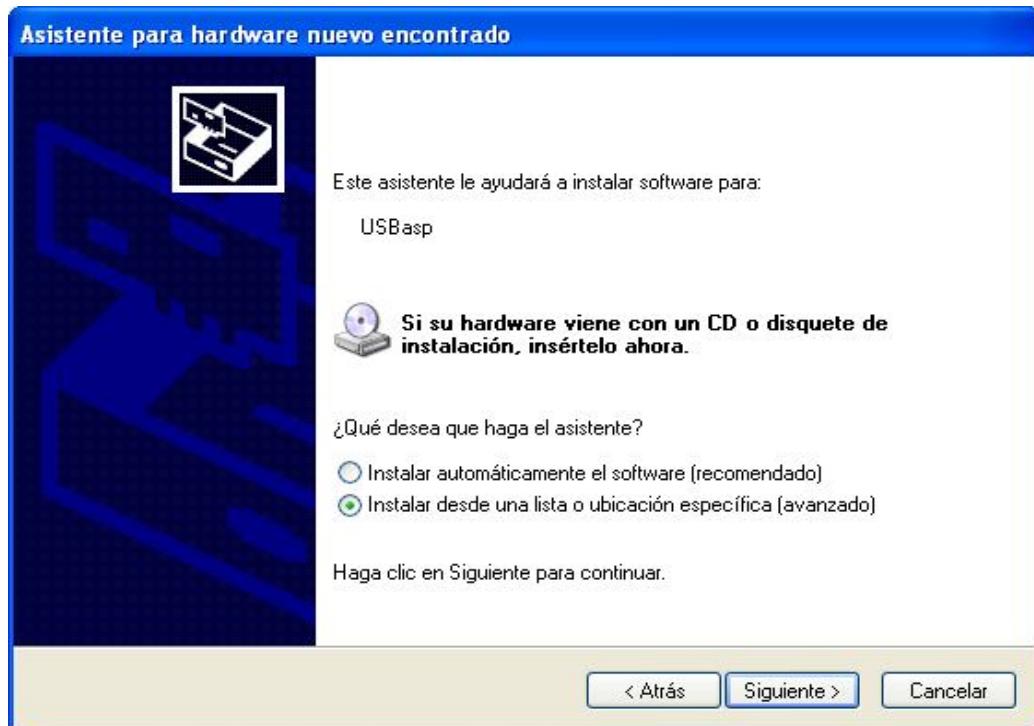 Asistente para hardware nuevo encontrado
Este asistente le ayudará a instalar software para:
USBasp
Si su hardware viene con un CD o disquete de
instalación, insértelo ahora.
¿Qué desea que haga el asistente?
Instalar automáticamente el software (recomendado)
Instalar desde una lista o ubicación específica (avanzado)
Haga clic en Siguiente para continuar.
< Atrás
Siguiente >
Cancelar